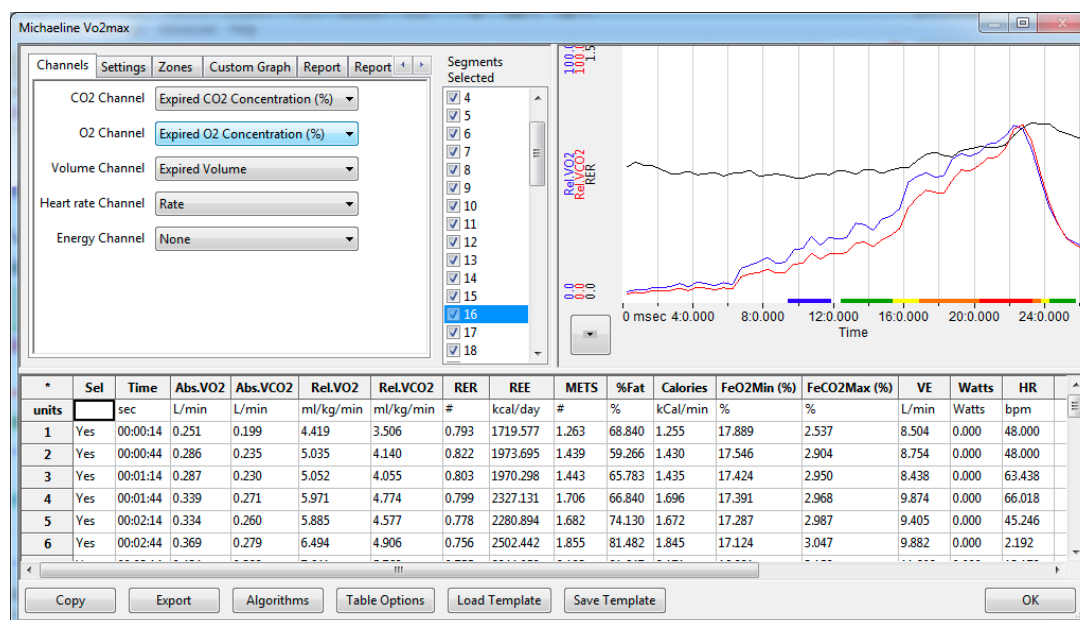 Michaeline Vo2max
Channels Settings Zones Custom Graph Report Report
CO2 Channel Expired CO2 Concentration (%)
O2 Channel Expired O2 Concentration (%)
Volume Channel Expired Volume
Heart rate Channel Rate
Energy Channel None
Segments
Selected
4
5
6
7
8
9
10
11
12
13
14
15
16
17
18
100.0
100.0
1.5
Rel.VO2
Rel.VCO2
RER
0.0
0.0
0.0
0 msec 4:0.000 8:0.000 12:0.000 16:0.000 20:0.000 24:0.000
Time
* Sel Time Abs.VO2 Abs.VCO2 Rel.VO2 Rel.VCO2 RER REE METS %Fat Calories FeO2Min (%) FeCO2Max (%) VE Watts HR
units sec L/min L/min ml/kg/min ml/kg/min # kcal/day # % kCal/min % % L/min Watts bpm
1 Yes 00:00:14 0.251 0.199 4.419 3.506 0.793 1719.577 1.263 68.840 1.255 17.889 2.537 8.504 0.000 48.000
2 Yes 00:00:44 0.286 0.235 5.035 4.140 0.822 1973.695 1.439 59.266 1.430 17.546 2.904 8.754 0.000 48.000
3 Yes 00:01:14 0.287 0.230 5.052 4.055 0.803 1970.298 1.443 65.783 1.435 17.424 2.950 8.438 0.000 63.438
4 Yes 00:01:44 0.339 0.271 5.971 4.774 0.799 2327.131 1.706 66.840 1.696 17.391 2.968 9.874 0.000 66.018
5 Yes 00:02:14 0.334 0.260 5.885 4.577 0.778 2280.894 1.682 74.130 1.672 17.287 2.987 9.405 0.000 45.246
6 Yes 00:02:44 0.369 0.279 6.494 4.906 0.756 2502.442 1.855 81.482 1.845 17.124 3.047 9.882 0.000 2.192
Copy Export Algorithms Table Options Load Template Save Template OK